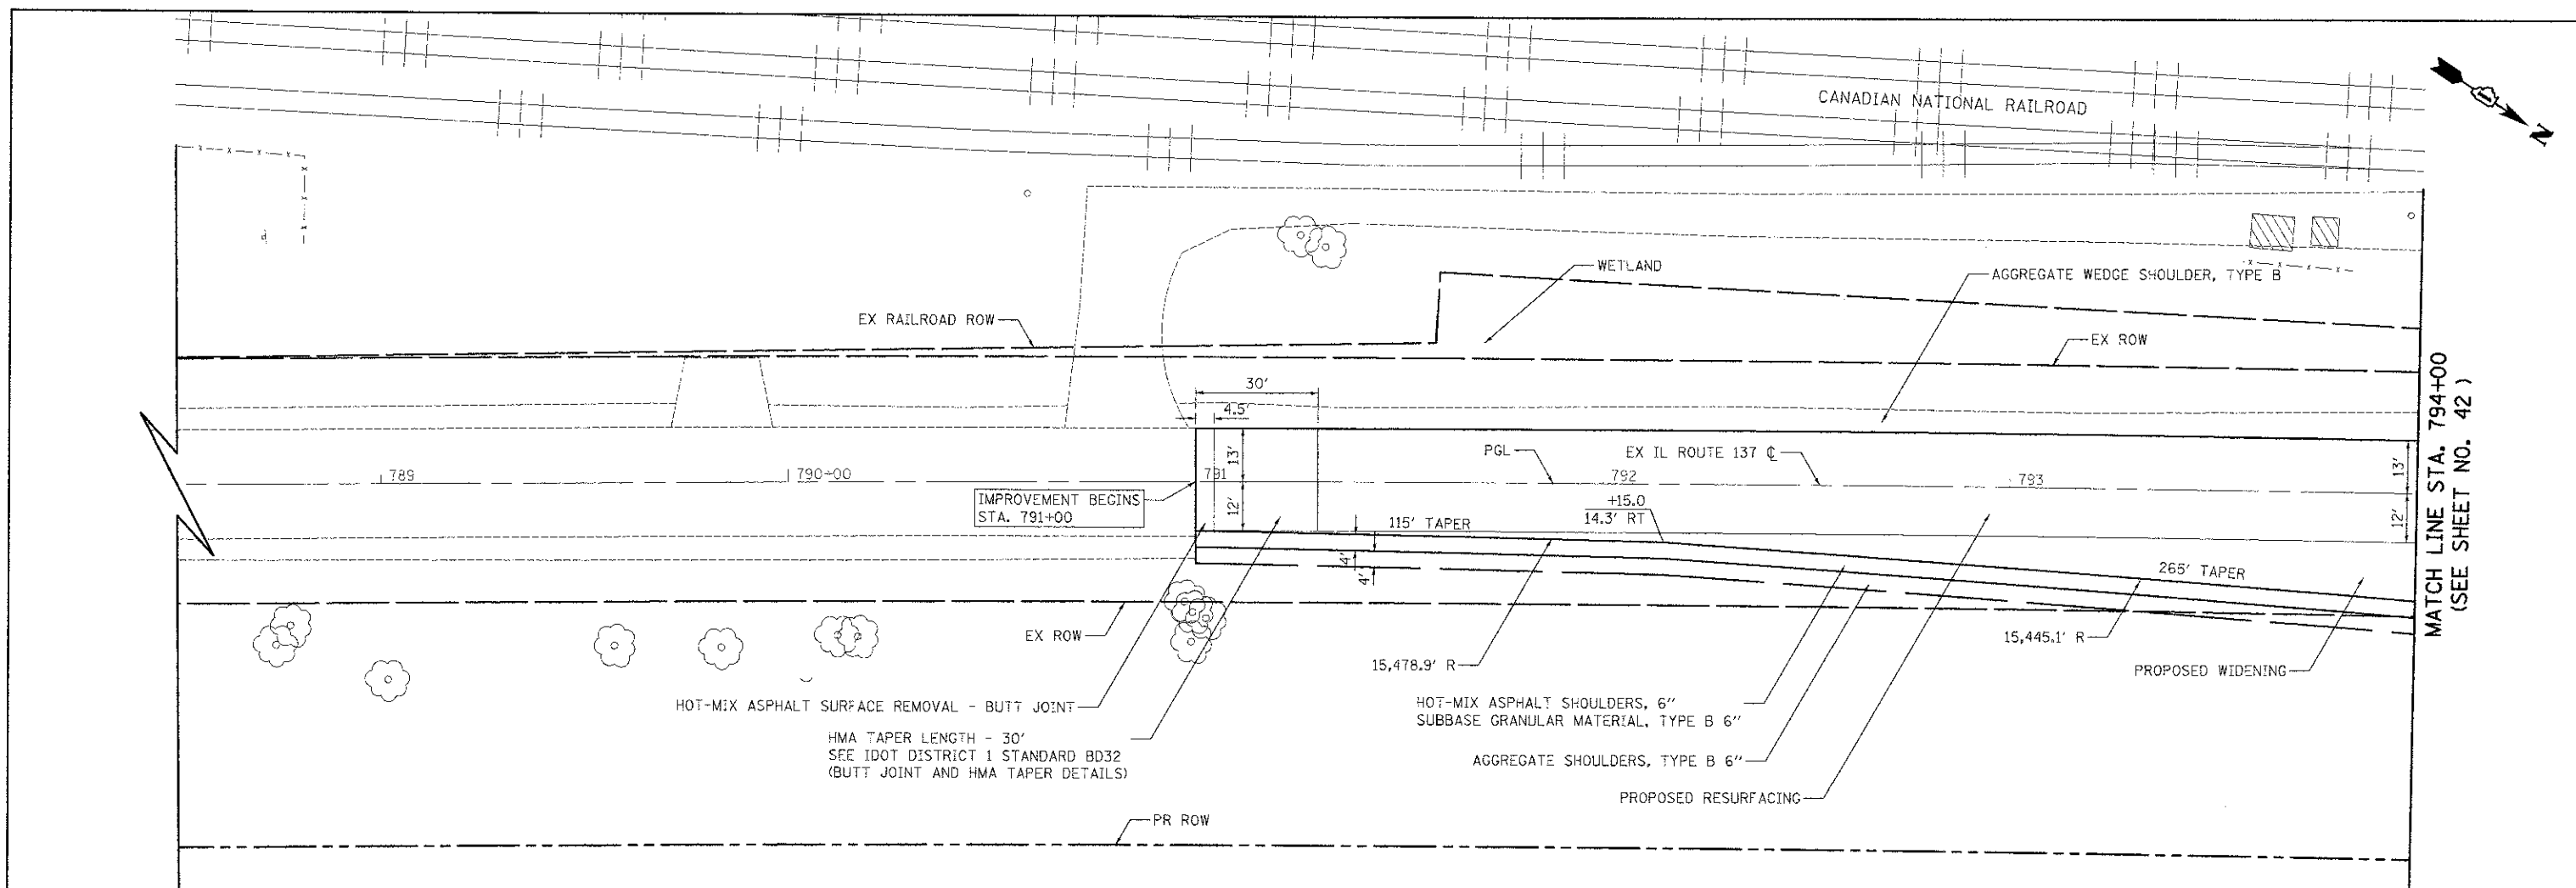 CANADIAN NATIONAL RAILROAD
N
WETLAND
AGGREGATE WEDGE SHOULDER, TYPE B
EX RAILROAD ROW
EX ROW
30'
4.5'
13'
12'
789
790+00
791
PGL
EX IL ROUTE 137 ℄
792
793
13'
12'
IMPROVEMENT BEGINS
STA. 791+00
+15.0
14.3' RT
115' TAPER
4'
4'
265' TAPER
MATCH LINE STA. 794+00
(SEE SHEET NO. 42 )
EX ROW
15,478.9' R
15,445.1' R
PROPOSED WIDENING
HOT-MIX ASPHALT SURFACE REMOVAL - BUTT JOINT
HOT-MIX ASPHALT SHOULDERS, 6"
SUBBASE GRANULAR MATERIAL, TYPE B 6"
HMA TAPER LENGTH - 30'
SEE IDOT DISTRICT 1 STANDARD BD32
(BUTT JOINT AND HMA TAPER DETAILS)
AGGREGATE SHOULDERS, TYPE B 6"
PROPOSED RESURFACING
PR ROW